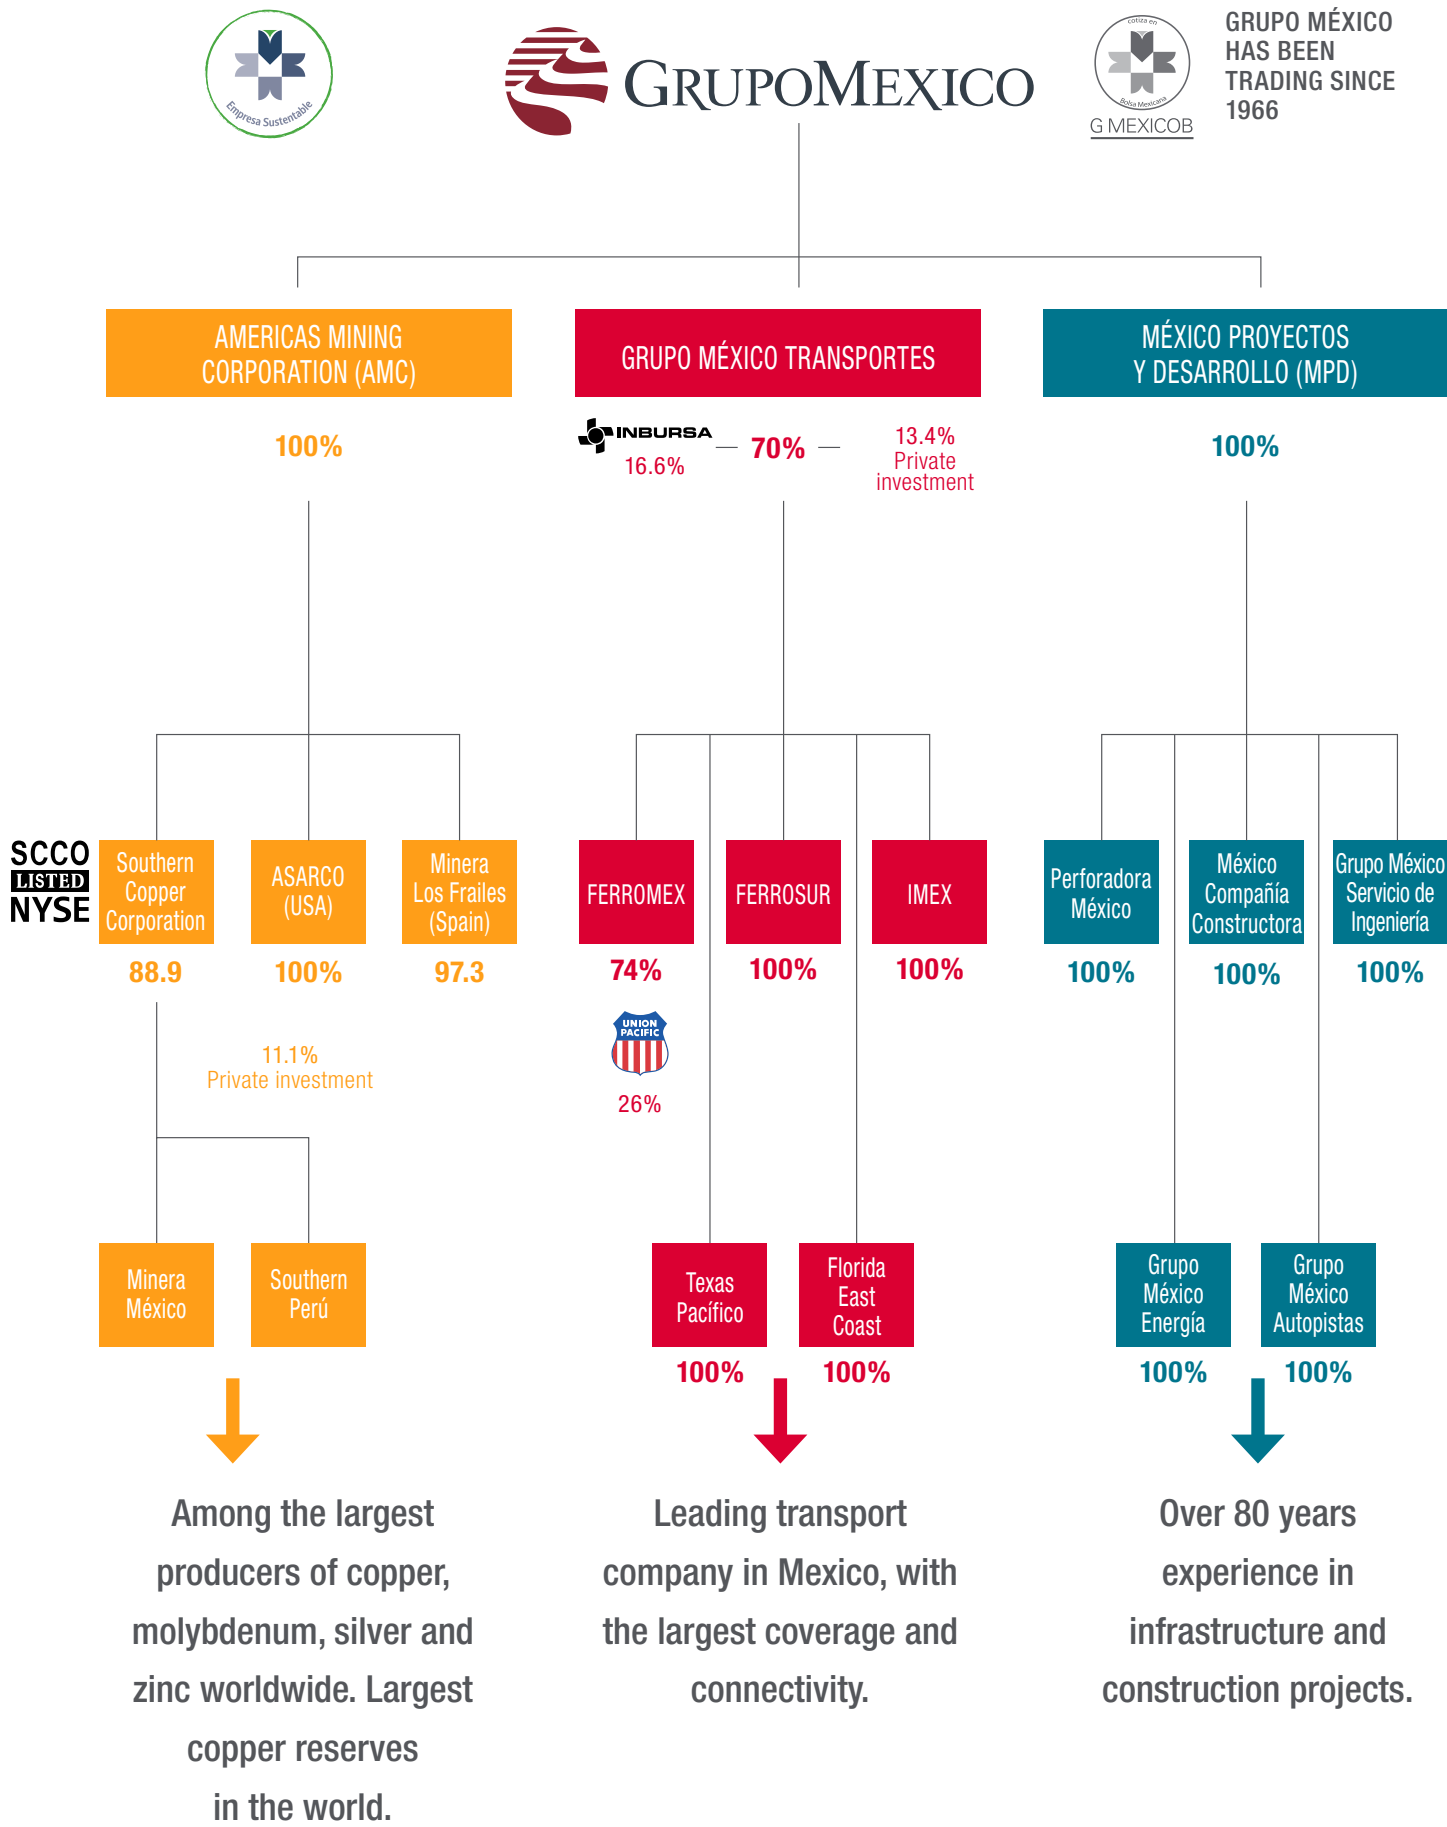 Empresa Sustentable
GRUPOMEXICO
cotiza en
Bolsa Mexicana
G MEXICOB
GRUPO MÉXICO
HAS BEEN
TRADING SINCE
1966
AMERICAS MINING
CORPORATION (AMC)
100%
GRUPO MÉXICO TRANSPORTES
INBURSA
16.6%
70%
13.4%
Private
investment
MÉXICO PROYECTOS
Y DESARROLLO (MPD)
100%
SCCO
LISTED
NYSE
Southern
Copper
Corporation
88.9
ASARCO
(USA)
100%
Minera
Los Frailes
(Spain)
97.3
11.1%
Private investment
Minera
México
Southern
Perú
FERROMEX
74%
UNION
PACIFIC
26%
FERROSUR
100%
IMEX
100%
Texas
Pacífico
100%
Florida
East
Coast
100%
Perforadora
México
100%
México
Compañía
Constructora
100%
Grupo México
Servicio de
Ingeniería
100%
Grupo
México
Energía
100%
Grupo
México
Autopistas
100%
Among the largest
producers of copper,
molybdenum, silver and
zinc worldwide. Largest
copper reserves
in the world.
Leading transport
company in Mexico, with
the largest coverage and
connectivity.
Over 80 years
experience in
infrastructure and
construction projects.